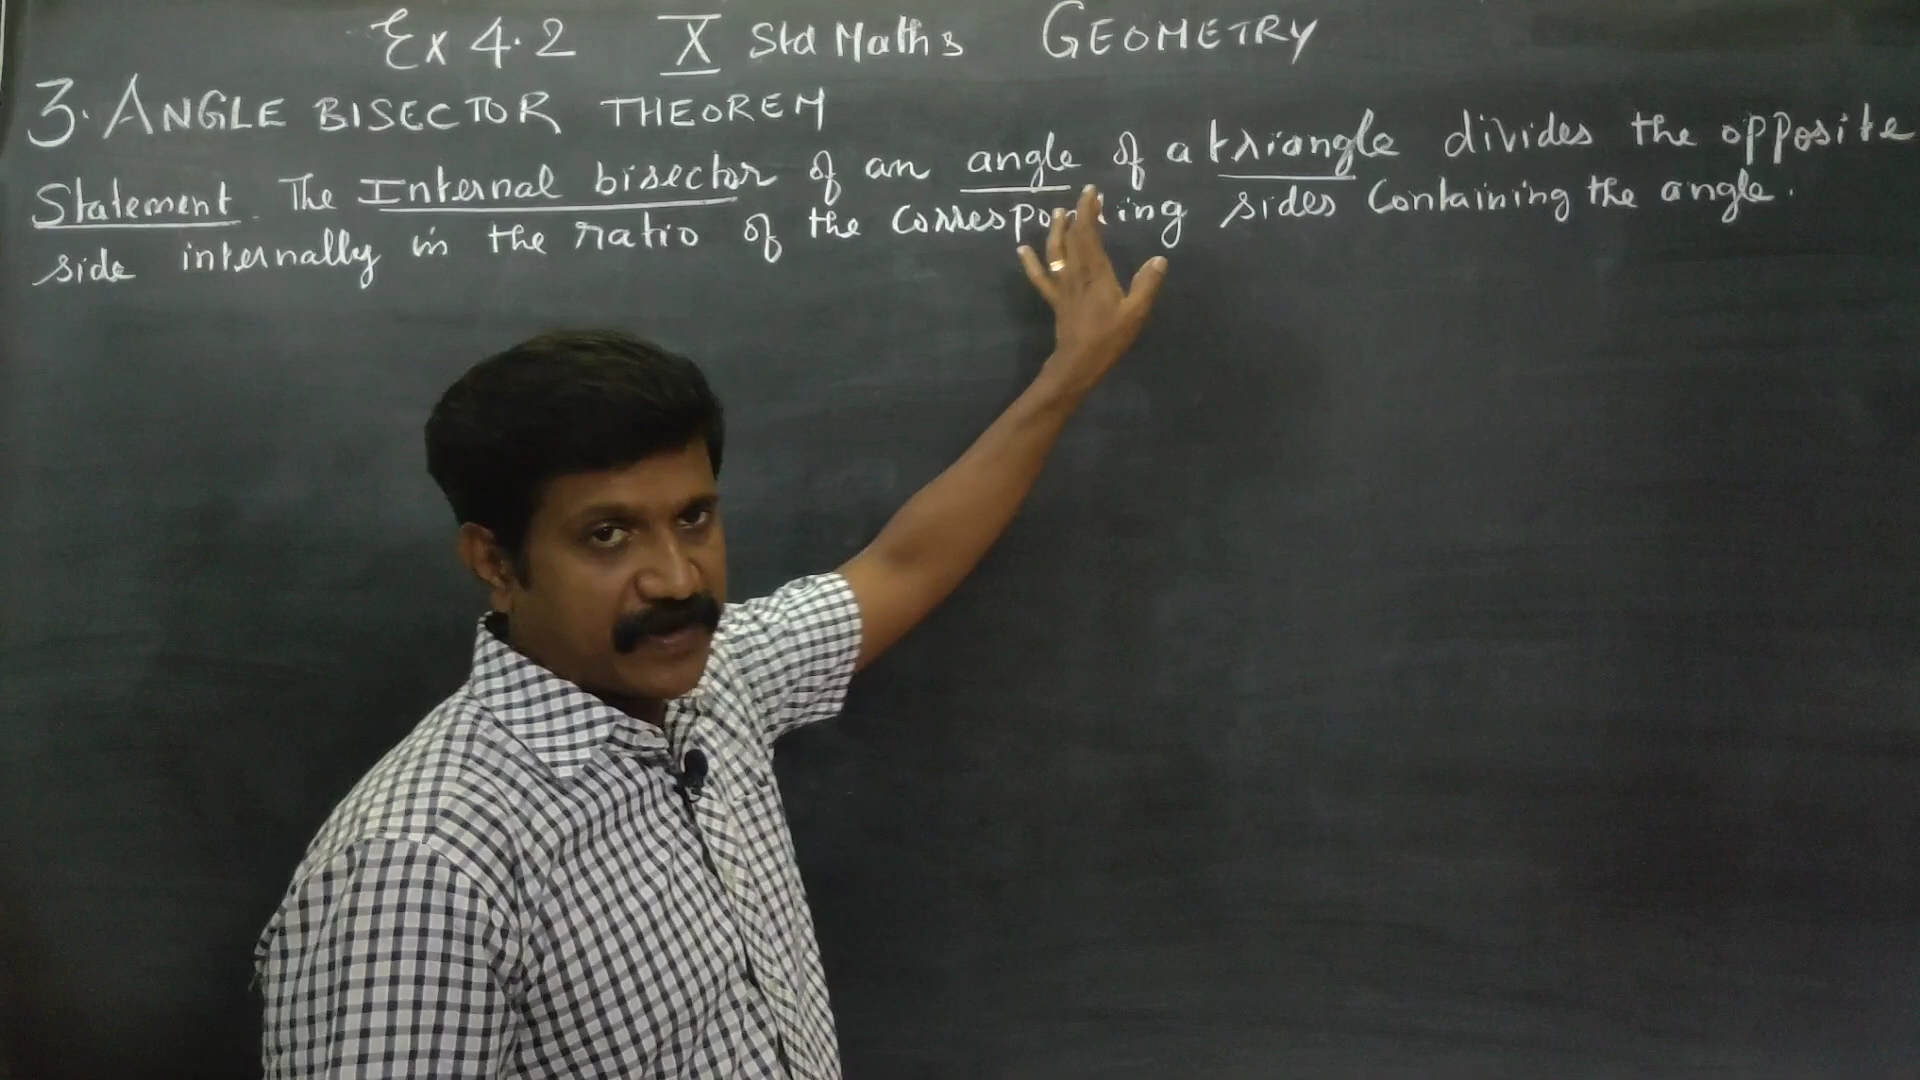 Ex 4.2 X Std Maths GEOMETRY
3. ANGLE BISECTOR THEOREM
Statement. The Internal bisector of an angle of a triangle divides the opposite
side internally in the ratio of the corresponding sides containing the angle.